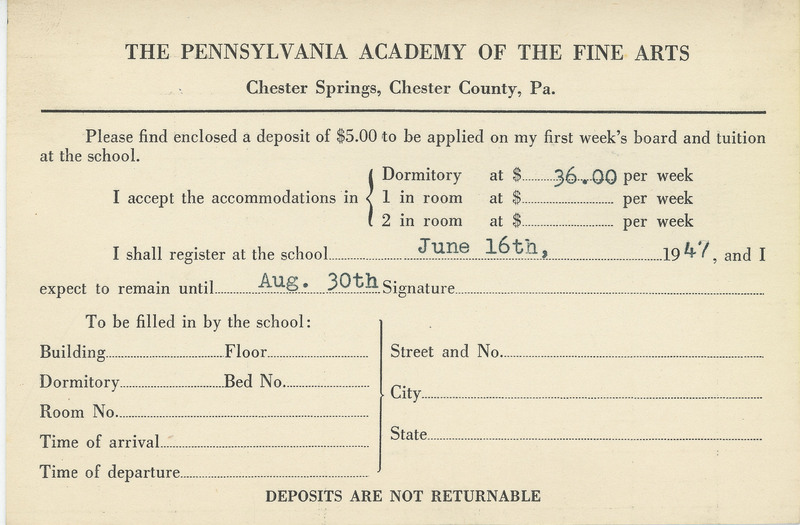 THE PENNSYLVANIA ACADEMY OF THE FINE ARTS
Chester Springs, Chester County, Pa.
Please find enclosed a deposit of $5.00 to be applied on my first week's board and tuition
at the school.
I accept the accommodations in
Dormitory at $ 36.00 per week
1 in room at $ per week
2 in room at $ per week
I shall register at the school June 16th, 1947, and I
expect to remain until Aug. 30th Signature
To be filled in by the school:
Building Floor
Dormitory Bed No.
Room No.
Time of arrival
Time of departure
Street and No.
City
State
DEPOSITS ARE NOT RETURNABLE